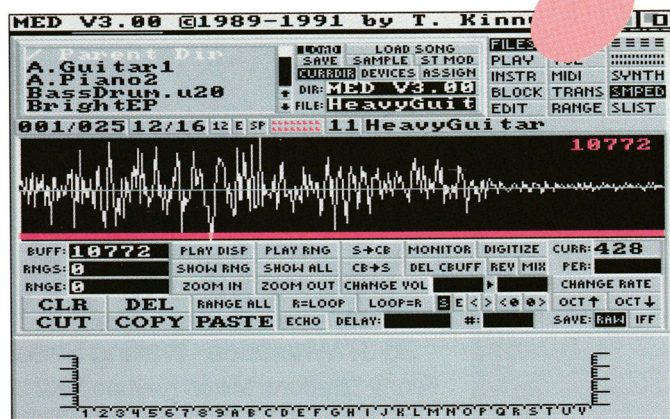 MED V3.00 ©1989-1991 by T. Kinn
/ Parent Dir
A.Guitar1
A.Piano2
BassDrum.u20
BrightEP
LOAD SONG
SAVE SAMPLE ST MOD
CURRDIR DEVICES ASSIGN
DIR: MED V3.00
FILE: HeavyGuit
FILES
PLAY
INSTR MIDI SYNTH
BLOCK TRANS SMPED
EDIT RANGE SLIST
001/025 12/16 12 E SP 11 HeavyGuitar
10772
BUFF: 10772 PLAY DISP PLAY RNG S→CB MONITOR DIGITIZE CURR: 428
RNGS: 0 SHOW RNG SHOW ALL CB→S DEL CBUFF REV MIX PER:
RNGE: 0 ZOOM IN ZOOM OUT CHANGE VOL CHANGE RATE
CLR DEL RANGE ALL R=LOOP LOOP=R S E < > <@ @> OCT↑ OCT↓
CUT COPY PASTE ECHO DELAY: #: SAVE: RAW IFF
1 2 3 4 5 6 7 8 9 A B C D E F G H I J K L M N O P Q R S T U V